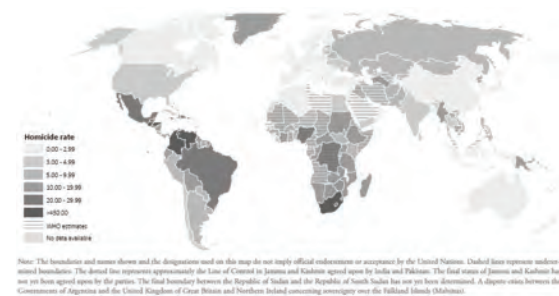 Homicide rate
0.00 - 2.99
3.00 - 4.99
5.00 - 9.99
10.00 - 19.99
20.00 - 29.99
>=30.00
WHO estimates
No data available
Note: The boundaries and names shown and the designations used on this map do not imply official endorsement or acceptance by the United Nations. Dashed lines represent undeter
mined boundaries. The dotted line represents approximately the Line of Control in Jammu and Kashmir agreed upon by India and Pakistan. The final status of Jammu and Kashmir ha
not yet been agreed upon by the parties. The final boundary between the Republic of Sudan and the Republic of South Sudan has not yet been determined. A dispute exists between
Governments of Argentina and the United Kingdom of Great Britain and Northern Ireland concerning sovereignty over the Falkland Islands (Malvinas).